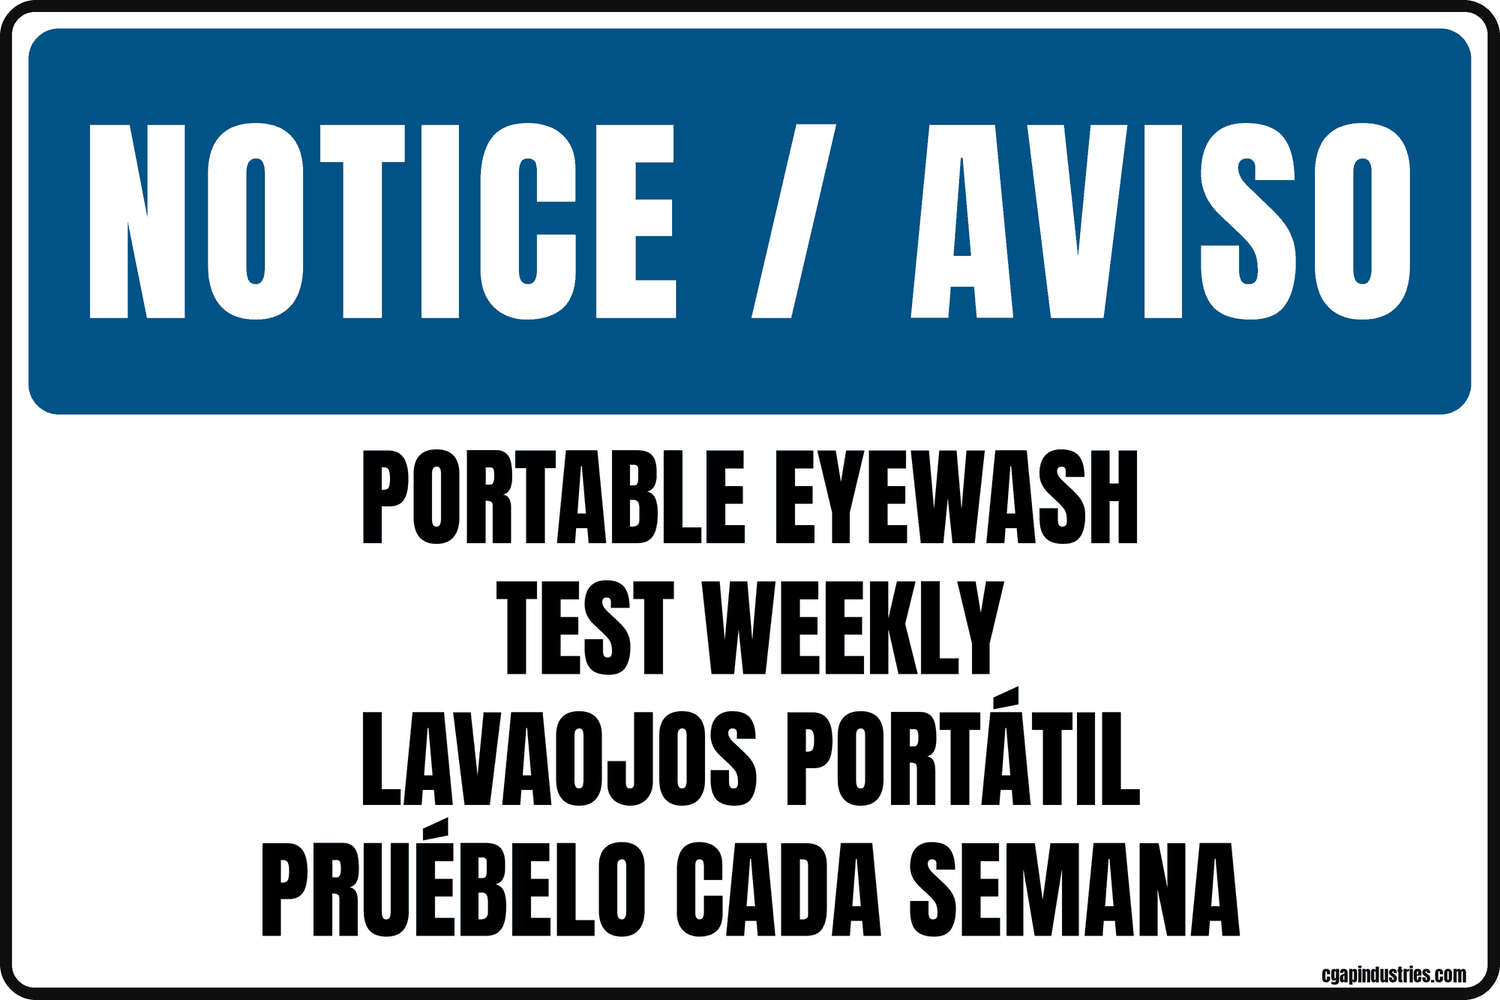 NOTICE / AVISO
PORTABLE EYEWASH
TEST WEEKLY
LAVAOJOS PORTÁTIL
PRUÉBELO CADA SEMANA
cgapindustries.com